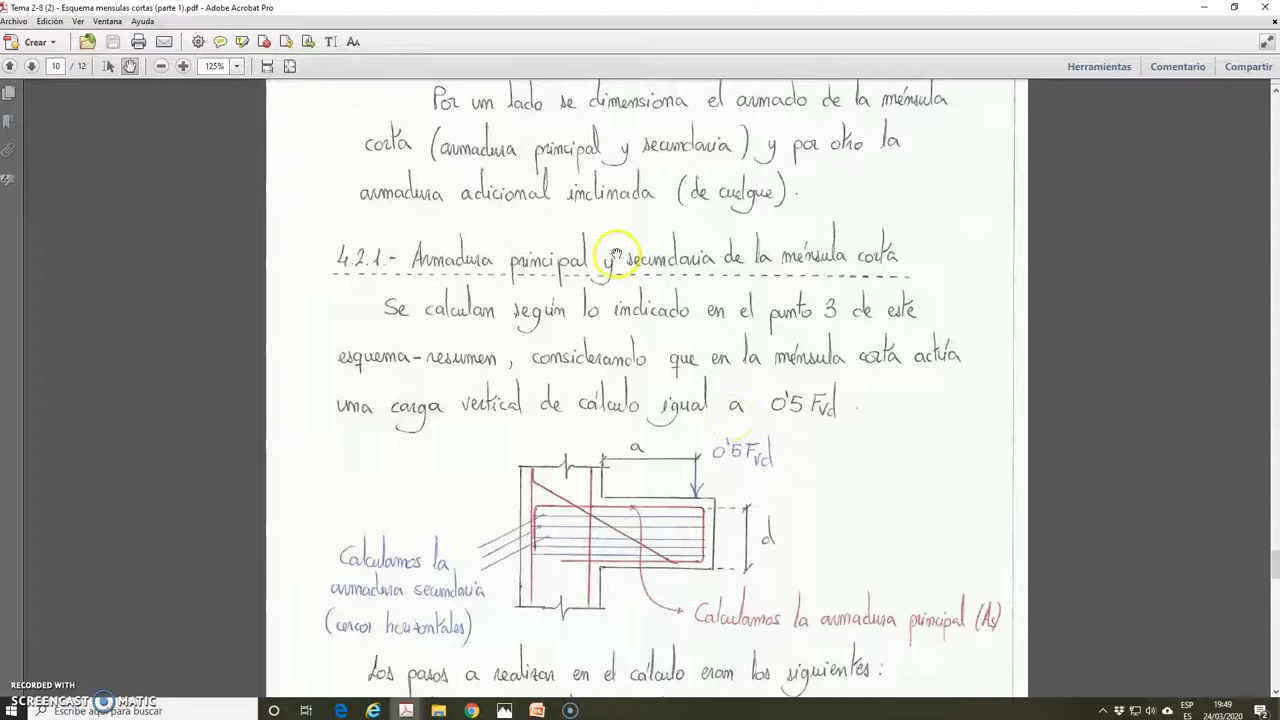 Tema 2-8 (2) - Esquema mensulas cortas (parte 1).pdf - Adobe Acrobat Pro
Archivo Edición Ver Ventana Ayuda
Crear
10 / 12 125% Herramientas Comentario Compartir
Por un lado se dimensiona el armado de la ménsula
corta (armadura principal y secundaria) y por otro la
armadura adicional inclinada (de cuelgue).
4.2.1.- Armadura principal y secundaria de la ménsula corta
Se calculan según lo indicado en el punto 3 de este
esquema-resumen, considerando que en la ménsula corta actúa
una carga vertical de cálculo igual a 0'5 Fvd.
a
0'5 Fvd
d
Calculamos la
armadura secundaria
(cercos horizontales)
Calculamos la armadura principal (As)
Los pasos a realizar en el cálculo eran los siguientes:
RECORDED WITH
SCREENCAST MATIC
Escribe aquí para buscar
ESP
19:49
24/03/2020
2